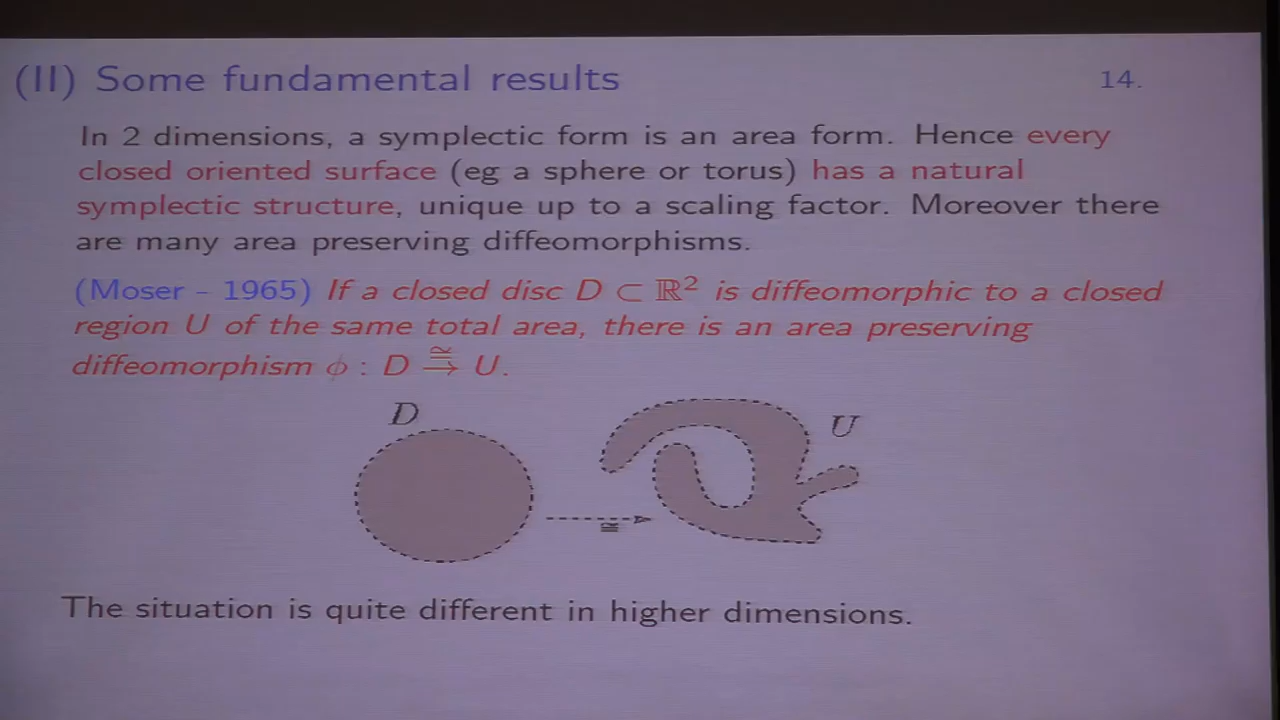 (II) Some fundamental results 14.
In 2 dimensions, a symplectic form is an area form. Hence every
closed oriented surface (eg a sphere or torus) has a natural
symplectic structure, unique up to a scaling factor. Moreover there
are many area preserving diffeomorphisms.
(Moser – 1965) If a closed disc D ⊂ ℝ² is diffeomorphic to a closed
region U of the same total area, there is an area preserving
diffeomorphism ϕ : D ≅→ U.
D
U
≅
The situation is quite different in higher dimensions.